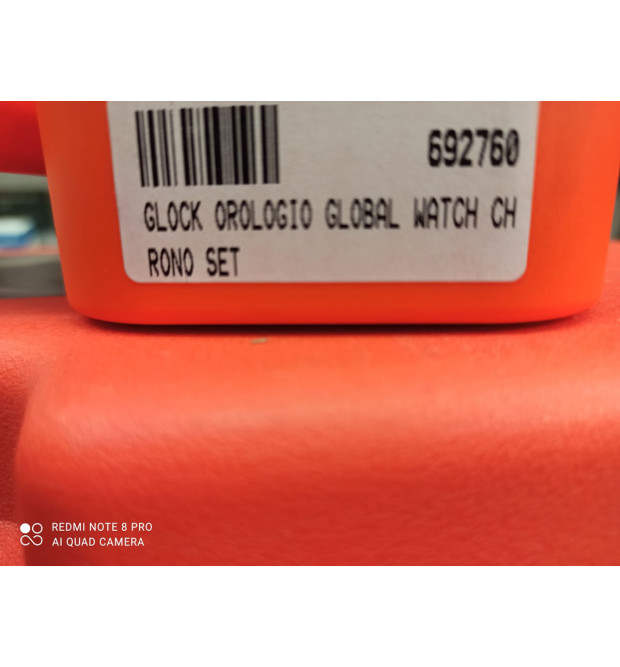 692760
GLOCK OROLOGIO GLOBAL WATCH CH
RONO SET
REDMI NOTE 8 PRO
AI QUAD CAMERA